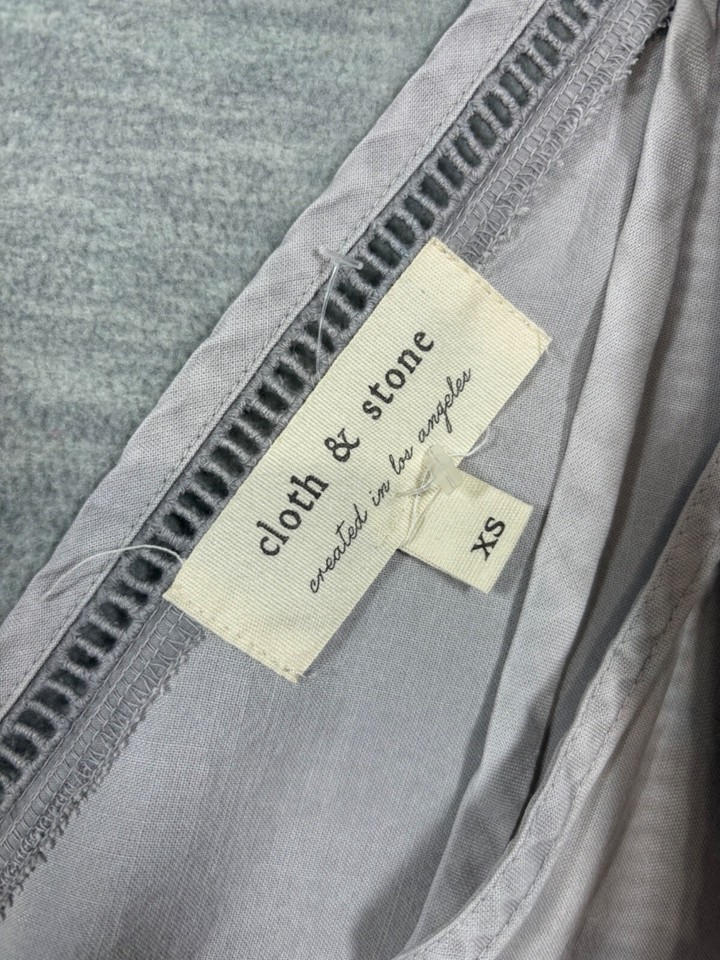 cloth & stone
created in los angeles
XS